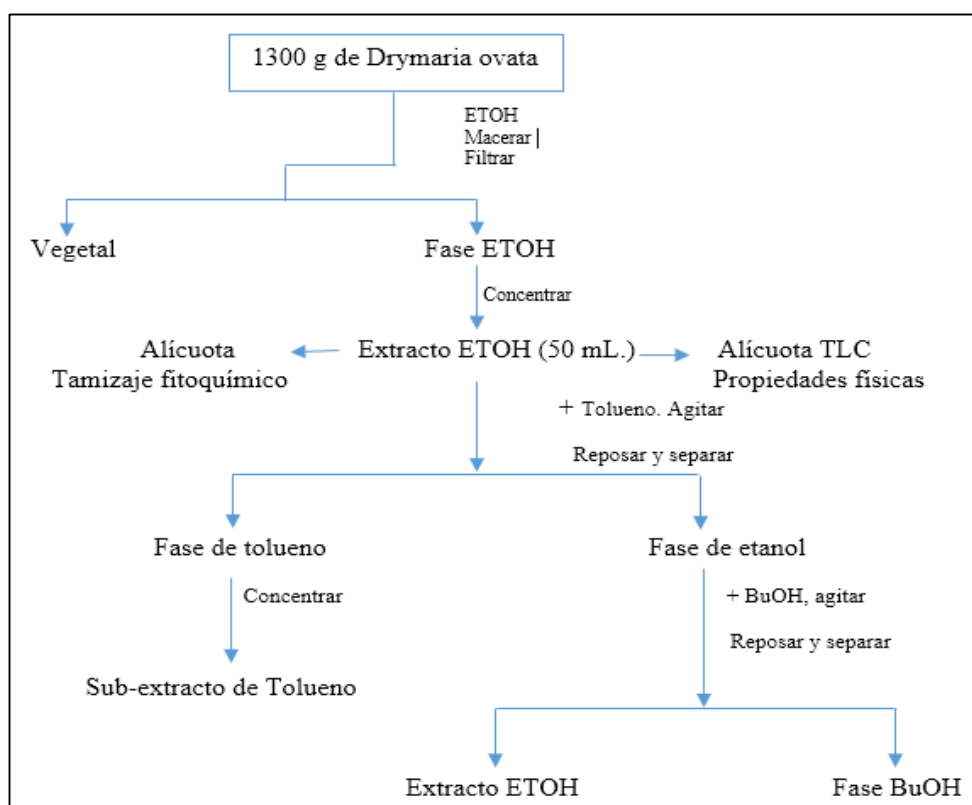 1300 g de Drymaria ovata
ETOH
Macerar
Filtrar
Vegetal
Fase ETOH
Concentrar
Alícuota
Tamizaje fitoquímico
Extracto ETOH (50 mL.)
Alícuota TLC
Propiedades físicas
+ Tolueno. Agitar
Reposar y separar
Fase de tolueno
Fase de etanol
Concentrar
+ BuOH, agitar
Reposar y separar
Sub-extracto de Tolueno
Extracto ETOH
Fase BuOH